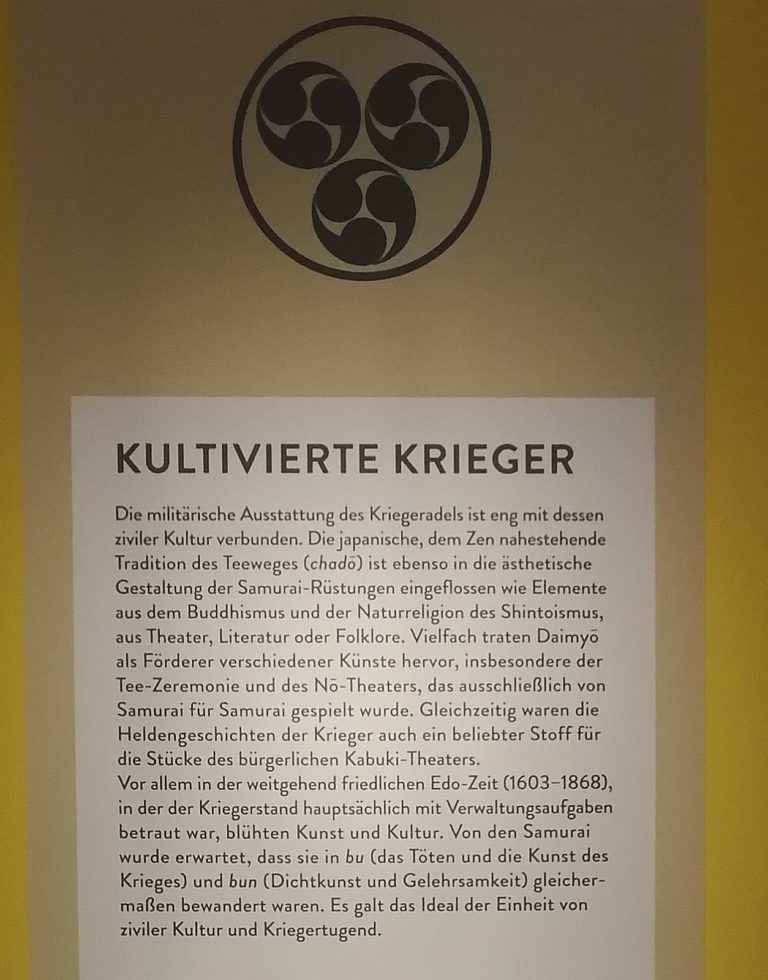 KULTIVIERTE KRIEGER
Die militärische Ausstattung des Kriegeradels ist eng mit dessen
ziviler Kultur verbunden. Die japanische, dem Zen nahestehende
Tradition des Teeweges (chadō) ist ebenso in die ästhetische
Gestaltung der Samurai-Rüstungen eingeflossen wie Elemente
aus dem Buddhismus und der Naturreligion des Shintoismus,
aus Theater, Literatur oder Folklore. Vielfach traten Daimyō
als Förderer verschiedener Künste hervor, insbesondere der
Tee-Zeremonie und des Nō-Theaters, das ausschließlich von
Samurai für Samurai gespielt wurde. Gleichzeitig waren die
Heldengeschichten der Krieger auch ein beliebter Stoff für
die Stücke des bürgerlichen Kabuki-Theaters.
Vor allem in der weitgehend friedlichen Edo-Zeit (1603–1868),
in der der Kriegerstand hauptsächlich mit Verwaltungsaufgaben
betraut war, blühten Kunst und Kultur. Von den Samurai
wurde erwartet, dass sie in bu (das Töten und die Kunst des
Krieges) und bun (Dichtkunst und Gelehrsamkeit) gleicher-
maßen bewandert waren. Es galt das Ideal der Einheit von
ziviler Kultur und Kriegertugend.